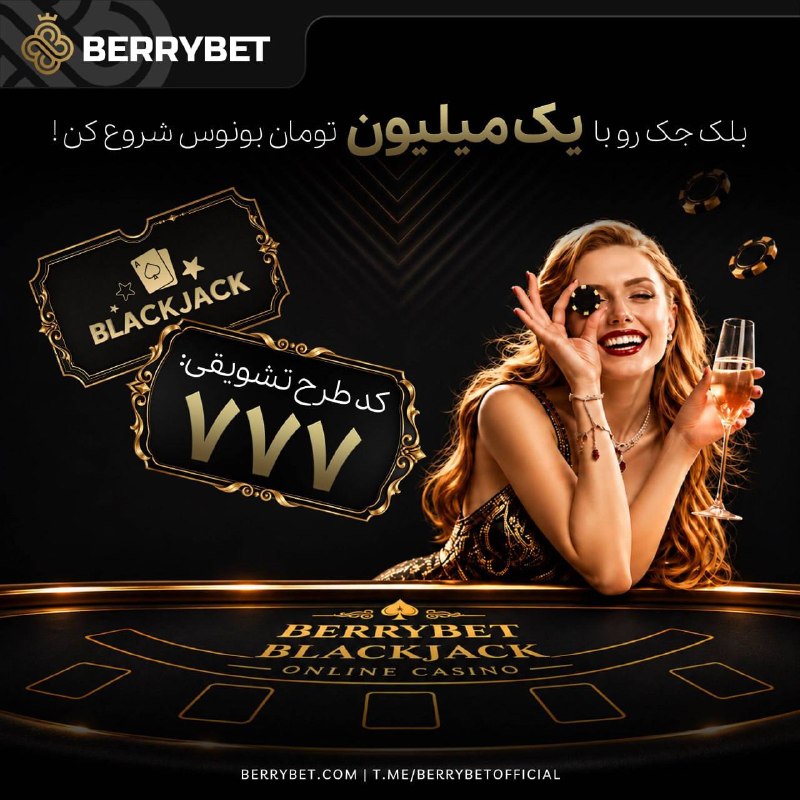 BERRYBET
بلک جک رو با یک میلیون تومان بونوس شروع کن!
A
BLACKJACK
کد طرح تشویقی:
۷۷۷
BERRYBET
BLACKJACK
ONLINE CASINO
BERRYBET.COM | T.ME/BERRYBETOFFICIAL